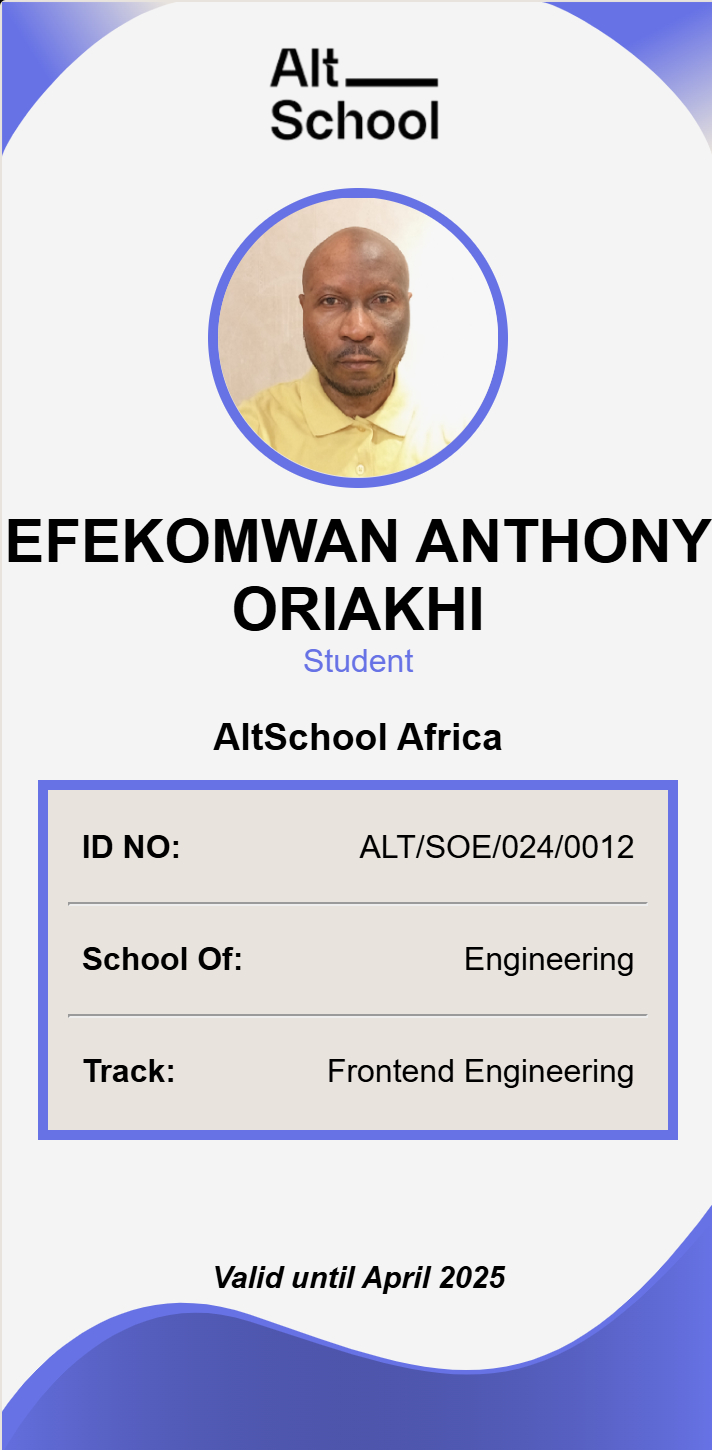 Alt
School
EFEKOMWAN ANTHONY
ORIAKHI
Student
AltSchool Africa
ID NO: ALT/SOE/024/0012
School Of: Engineering
Track: Frontend Engineering
Valid until April 2025